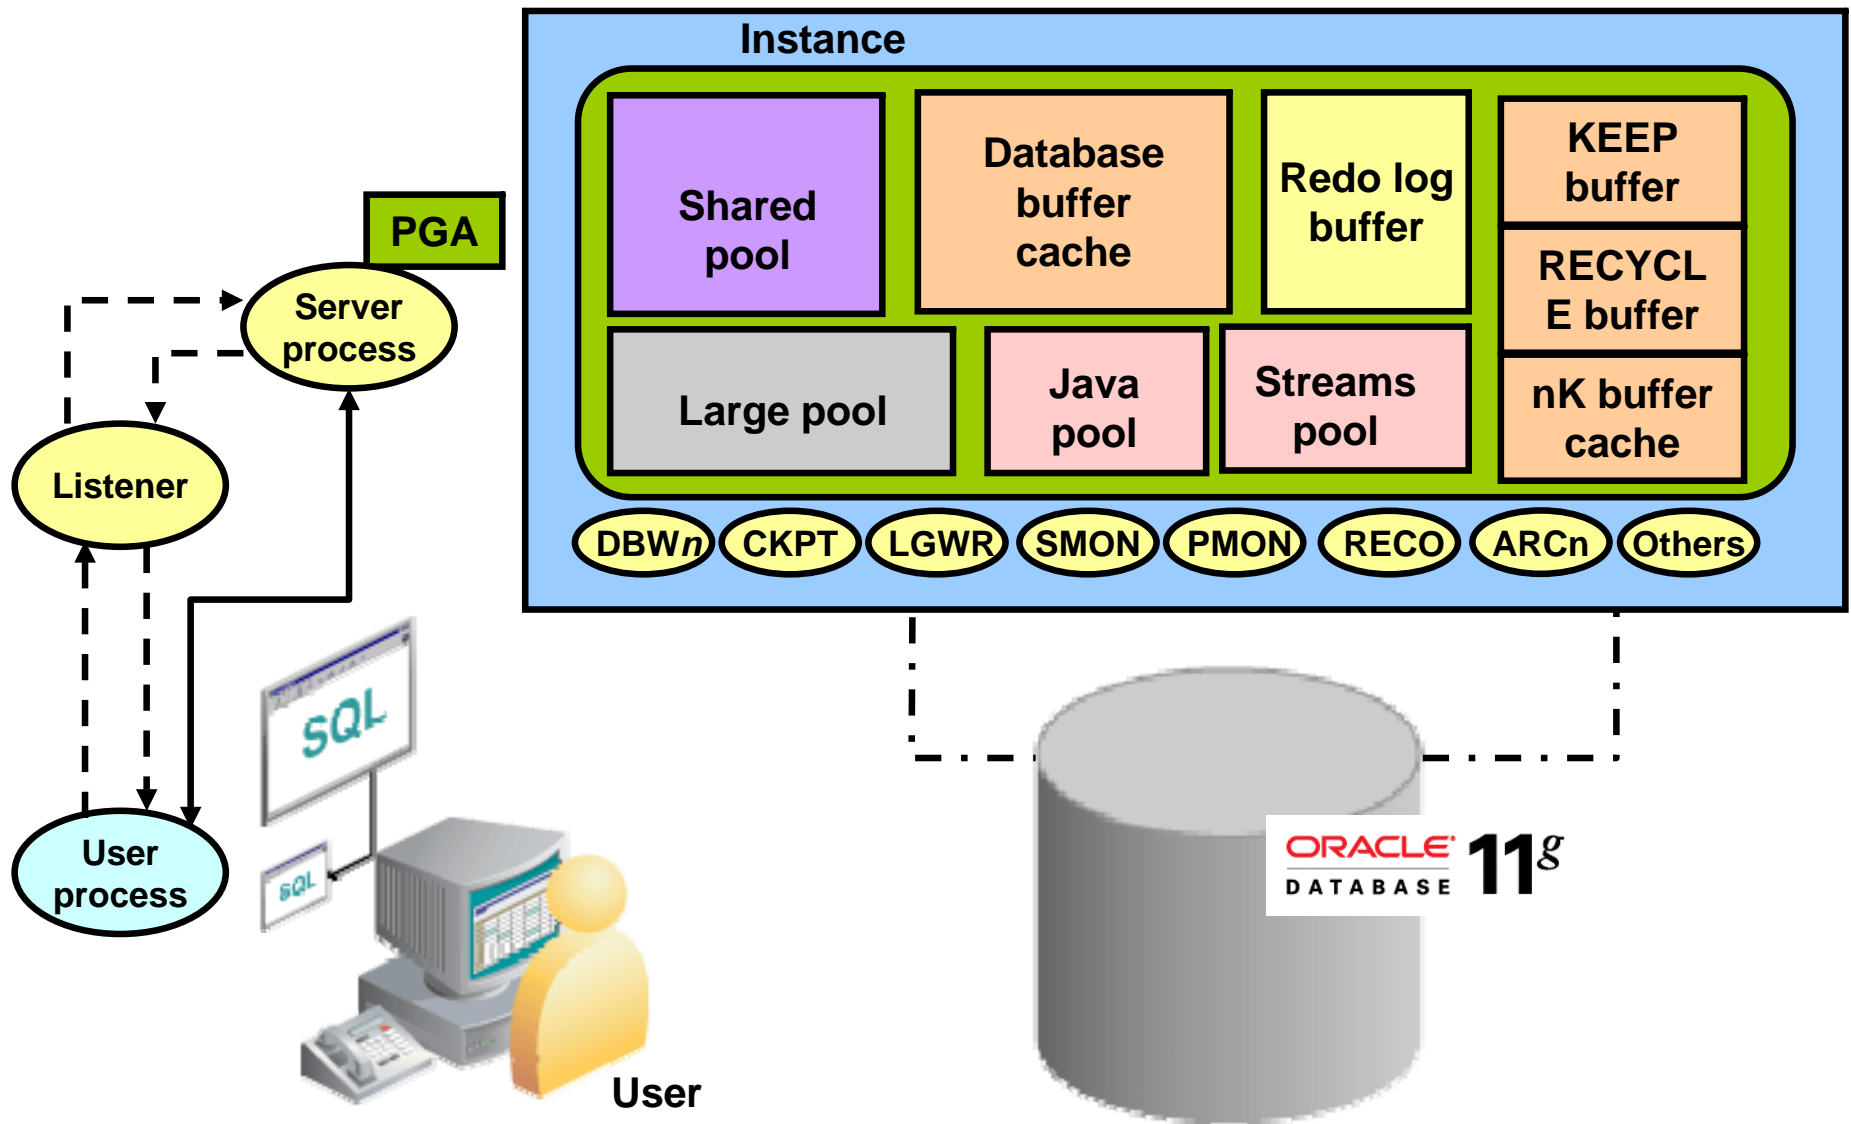 Instance
Shared
pool
Database
buffer
cache
Redo log
buffer
KEEP
buffer
RECYCL
E buffer
nK buffer
cache
Large pool
Java
pool
Streams
pool
DBWn
CKPT
LGWR
SMON
PMON
RECO
ARCn
Others
PGA
Server
process
Listener
User
process
SQL
SQL
User
ORACLE
DATABASE
11g